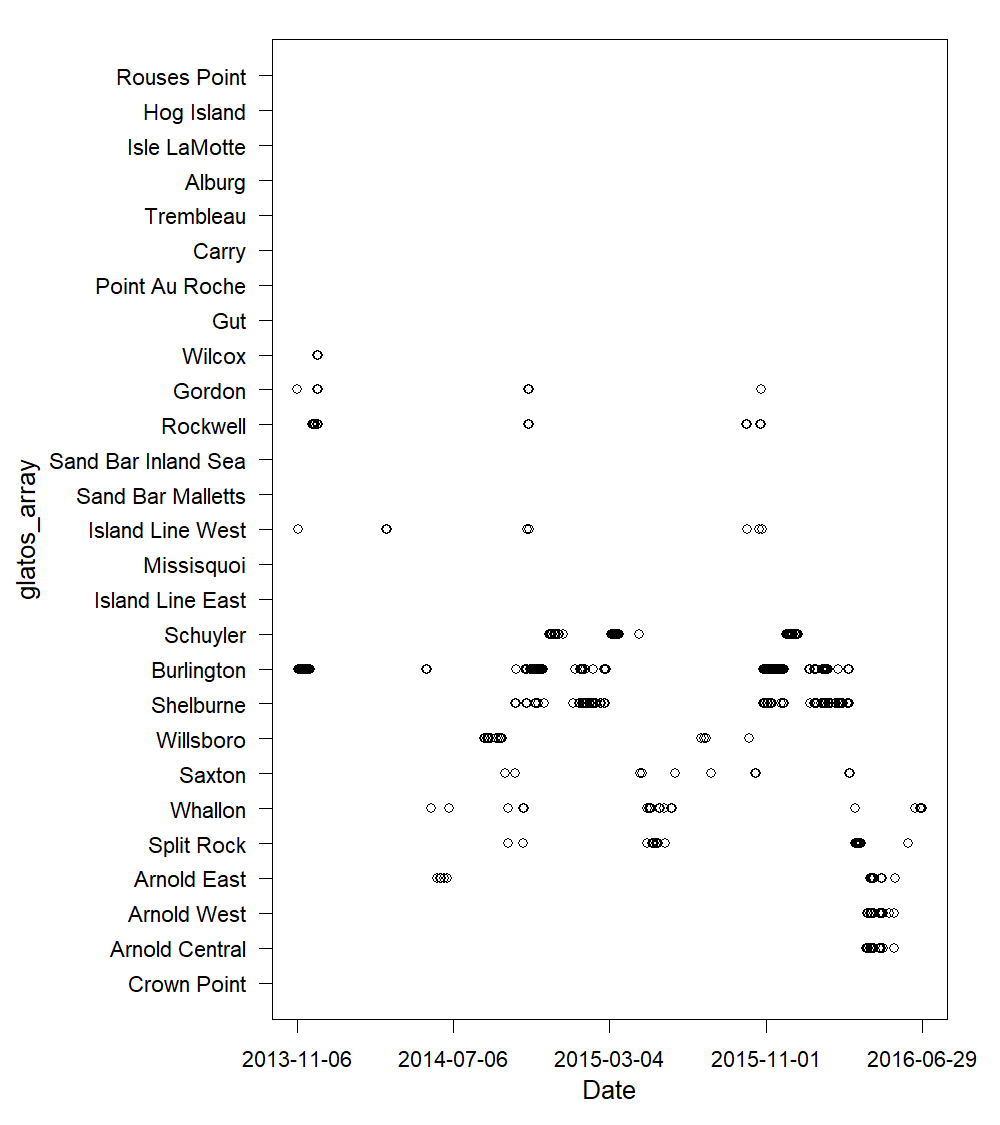 Rouses Point
Hog Island
Isle LaMotte
Alburg
Trembleau
Carry
Point Au Roche
Gut
Wilcox
Gordon
Rockwell
Sand Bar Inland Sea
Sand Bar Malletts
Island Line West
Missisquoi
Island Line East
Schuyler
Burlington
Shelburne
Willsboro
Saxton
Whallon
Split Rock
Arnold East
Arnold West
Arnold Central
Crown Point
glatos_array
2013-11-06 2014-07-06 2015-03-04 2015-11-01 2016-06-29
Date